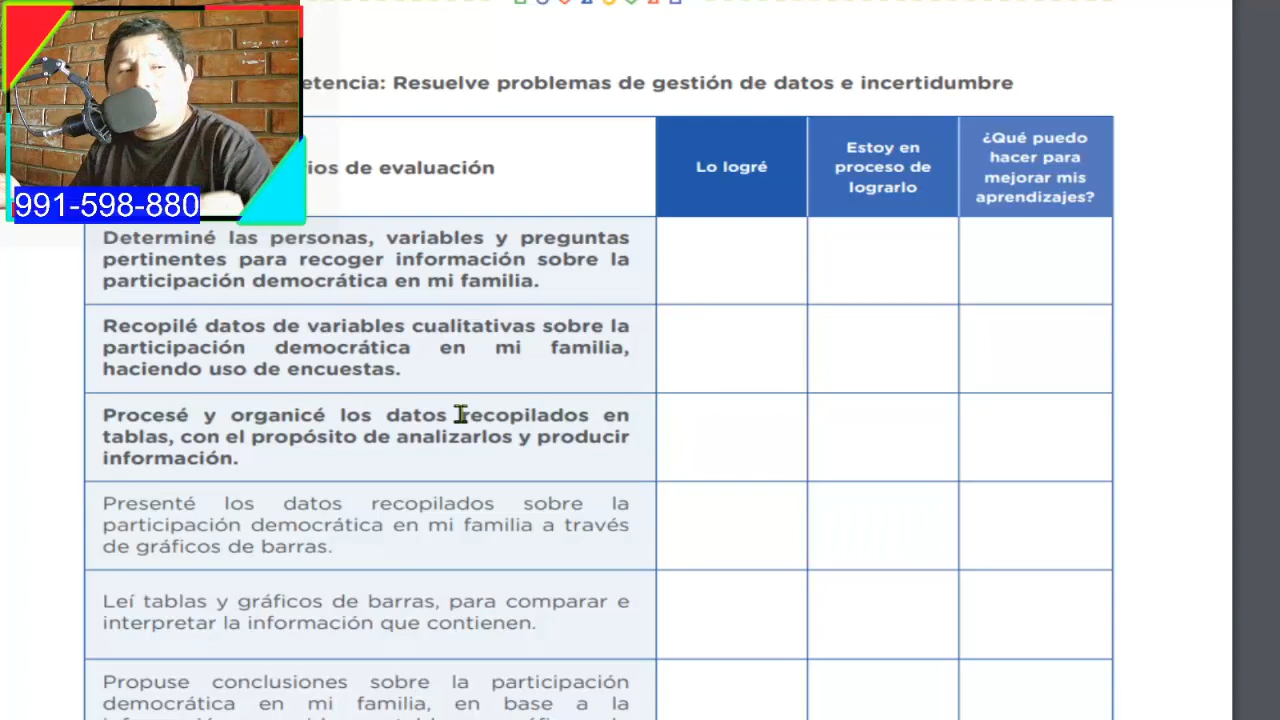 etencia: Resuelve problemas de gestión de datos e incertidumbre
ios de evaluación
Lo logré
Estoy en
proceso de
lograrlo
¿Qué puedo
hacer para
mejorar mis
aprendizajes?
991-598-880
Determiné las personas, variables y preguntas
pertinentes para recoger información sobre la
participación democrática en mi familia.
Recopilé datos de variables cualitativas sobre la
participación democrática en mi familia,
haciendo uso de encuestas.
Procesé y organicé los datos recopilados en
tablas, con el propósito de analizarlos y producir
información.
Presenté los datos recopilados sobre la
participación democrática en mi familia a través
de gráficos de barras.
Leí tablas y gráficos de barras, para comparar e
interpretar la información que contienen.
Propuse conclusiones sobre la participación
democrática en mi familia, en base a la